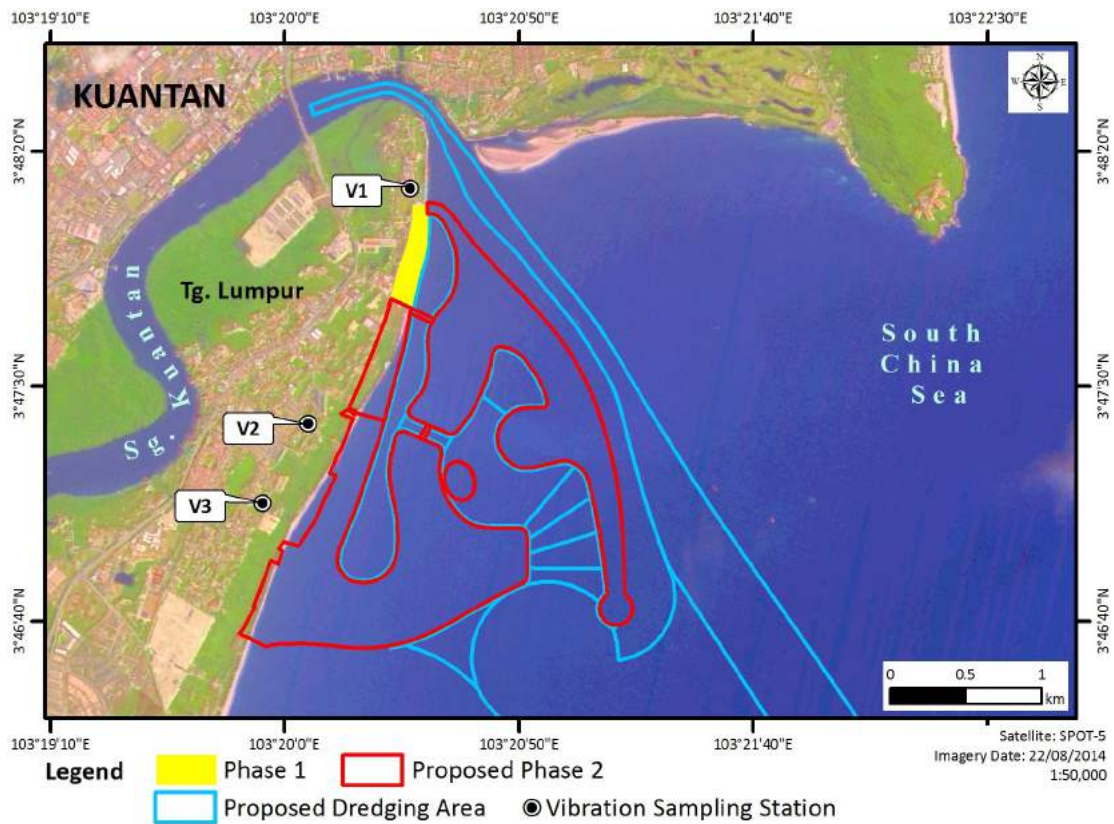 103°19'10"E 103°20'0"E 103°20'50"E 103°21'40"E 103°22'30"E
KUANTAN
N
W E
S
3°48'20"N 3°48'20"N
V1
Tg. Lumpur
Sg. Kuantan
South
China
Sea
3°47'30"N 3°47'30"N
V2
V3
3°46'40"N 3°46'40"N
0 0.5 1
km
103°19'10"E 103°20'0"E 103°20'50"E 103°21'40"E 103°22'30"E
Satellite: SPOT-5
Imagery Date: 22/08/2014
1:50,000
Legend Phase 1 Proposed Phase 2
Proposed Dredging Area Vibration Sampling Station